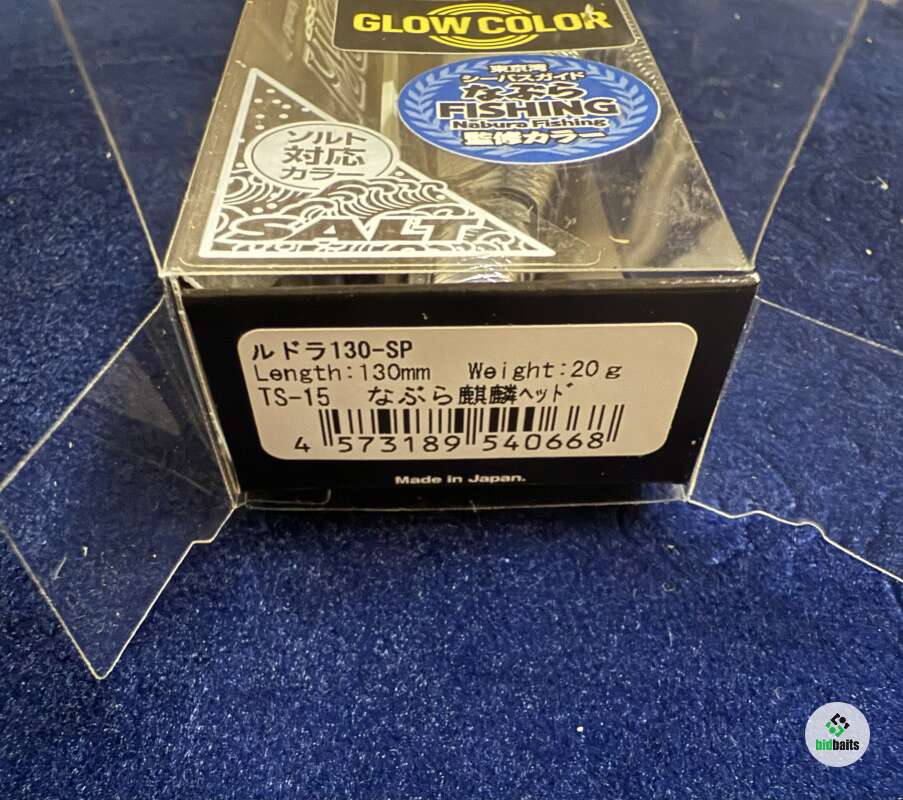 GLOW COLOR
東京湾
シーバスガイド
なぶら
FISHING
Nabura Fishing
監修カラー
ソルト
対応
カラー
SALT
ルドラ130-SP
Length:130mm Weight:20g
TS-15 なぶら麒麟ヘッド
4 573189 540668
Made in Japan.
bidbaits